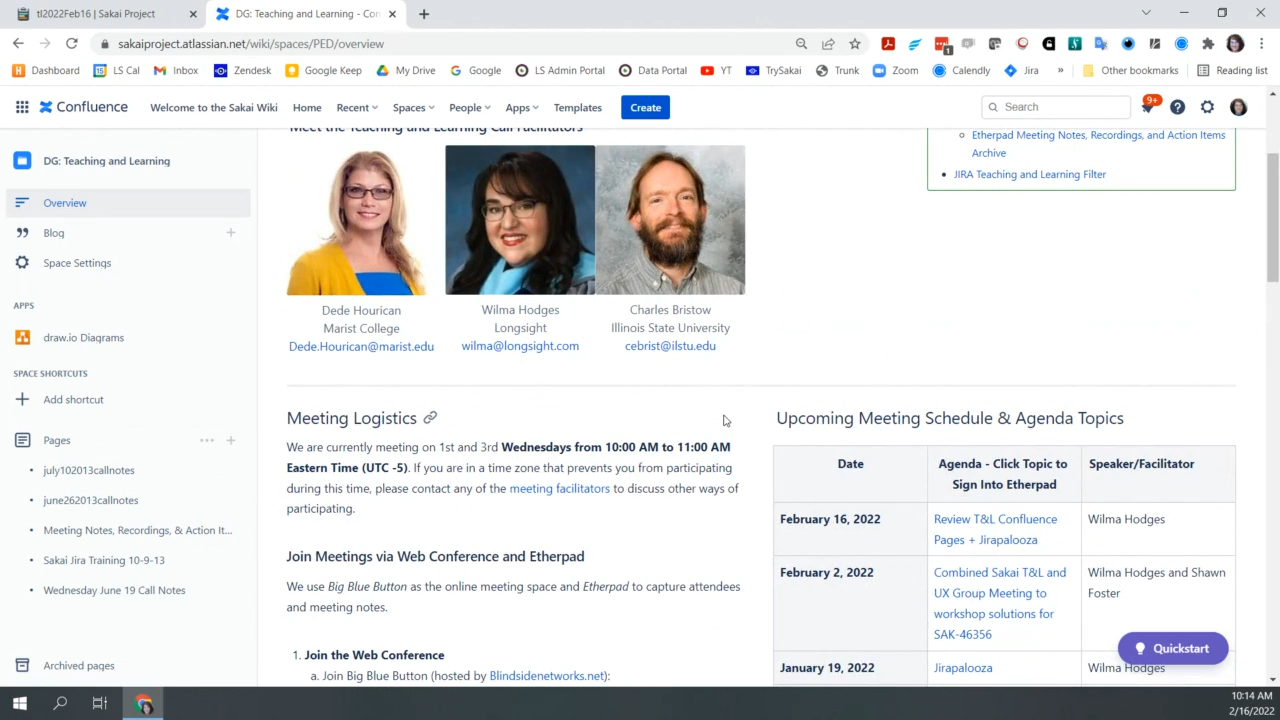 tl2022Feb16 | Sakai Project
DG: Teaching and Learning - Con
sakaiproject.atlassian.net/wiki/spaces/PED/overview
Dashboard
LS Cal
Inbox
Zendesk
Google Keep
My Drive
Google
LS Admin Portal
Data Portal
YT
TrySakai
Trunk
Zoom
Calendly
Jira
»
Other bookmarks
Reading list
Confluence
Welcome to the Sakai Wiki
Home
Recent
Spaces
People
Apps
Templates
Create
Search
9+
DG: Teaching and Learning
Overview
Blog
Space Settings
APPS
draw.io Diagrams
SPACE SHORTCUTS
Add shortcut
Pages
• july102013callnotes
• june262013callnotes
• Meeting Notes, Recordings, & Action It...
• Sakai Jira Training 10-9-13
• Wednesday June 19 Call Notes
Archived pages
Meet the Teaching and Learning Call Facilitators
Dede Hourican
Marist College
Dede.Hourican@marist.edu
Wilma Hodges
Longsight
wilma@longsight.com
Charles Bristow
Illinois State University
cebrist@ilstu.edu
Etherpad Meeting Notes, Recordings, and Action Items
Archive
• JIRA Teaching and Learning Filter
Meeting Logistics
We are currently meeting on 1st and 3rd Wednesdays from 10:00 AM to 11:00 AM
Eastern Time (UTC -5). If you are in a time zone that prevents you from participating
during this time, please contact any of the meeting facilitators to discuss other ways of
participating.
Join Meetings via Web Conference and Etherpad
We use Big Blue Button as the online meeting space and Etherpad to capture attendees
and meeting notes.
1. Join the Web Conference
a. Join Big Blue Button (hosted by Blindsidenetworks.net):
Upcoming Meeting Schedule & Agenda Topics
Date
Agenda - Click Topic to
Sign Into Etherpad
Speaker/Facilitator
February 16, 2022
Review T&L Confluence
Pages + Jirapalooza
Wilma Hodges
February 2, 2022
Combined Sakai T&L and
UX Group Meeting to
workshop solutions for
SAK-46356
Wilma Hodges and Shawn
Foster
January 19, 2022
Jirapalooza
Wilma Hodges
Quickstart
10:14 AM
2/16/2022